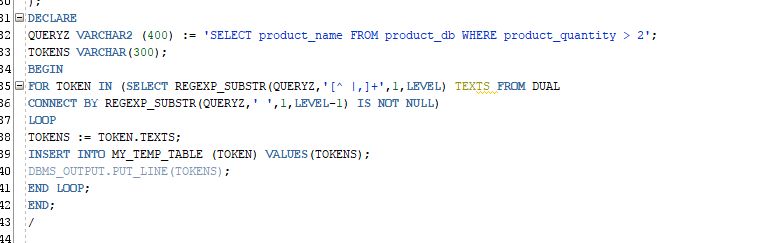 );
31 DECLARE
32 QUERYZ VARCHAR2 (400) := 'SELECT product_name FROM product_db WHERE product_quantity > 2';
33 TOKENS VARCHAR(300);
34 BEGIN
35 FOR TOKEN IN (SELECT REGEXP_SUBSTR(QUERYZ,'[^ |,]+',1,LEVEL) TEXTS FROM DUAL
36 CONNECT BY REGEXP_SUBSTR(QUERYZ,' ',1,LEVEL-1) IS NOT NULL)
37 LOOP
38 TOKENS := TOKEN.TEXTS;
39 INSERT INTO MY_TEMP_TABLE (TOKEN) VALUES(TOKENS);
40 DBMS_OUTPUT.PUT_LINE(TOKENS);
41 END LOOP;
42 END;
43 /
44